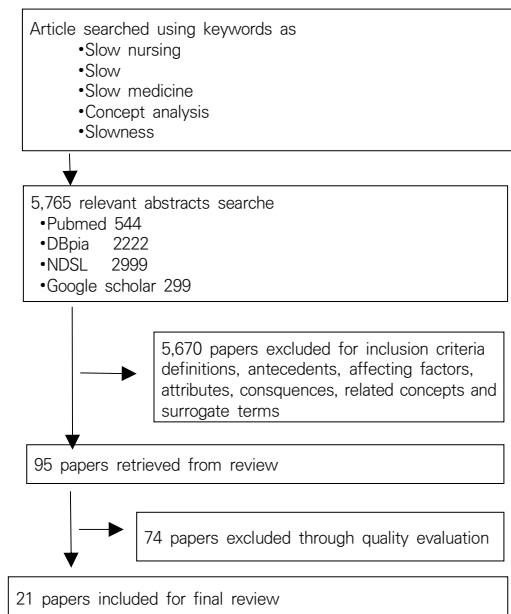 Article searched using keywords as
•Slow nursing
•Slow
•Slow medicine
•Concept analysis
•Slowness
5,765 relevant abstracts searche
•Pubmed 544
•DBpia 2222
•NDSL 2999
•Google scholar 299
5,670 papers excluded for inclusion criteria
definitions, antecedents, affecting factors,
attributes, consquences, related concepts and
surrogate terms
95 papers retrieved from review
74 papers excluded through quality evaluation
21 papers included for final review